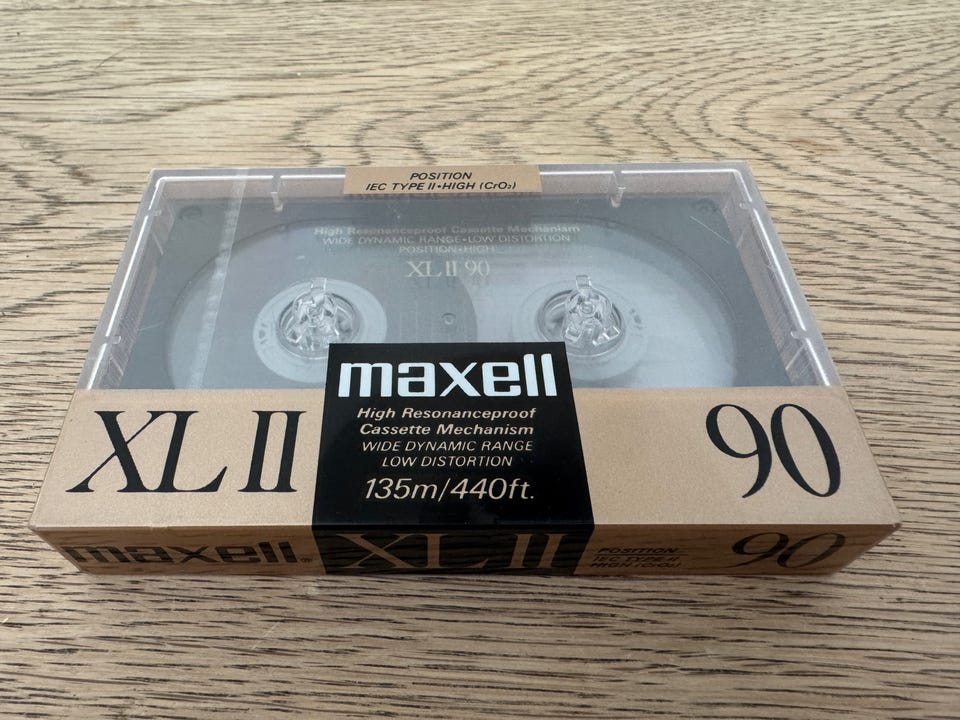 POSITION
IEC TYPE II•HIGH (CrO₂)
High Resonanceproof Cassette Mechanism
WIDE DYNAMIC RANGE•LOW DISTORTION
POSITION•HIGH
XL II 90
maxell
High Resonanceproof
Cassette Mechanism
WIDE DYNAMIC RANGE
LOW DISTORTION
135m/440ft.
XL II
90
maxell® XL II
POSITION
IEC TYPE II
HIGH (CrO₂)
90